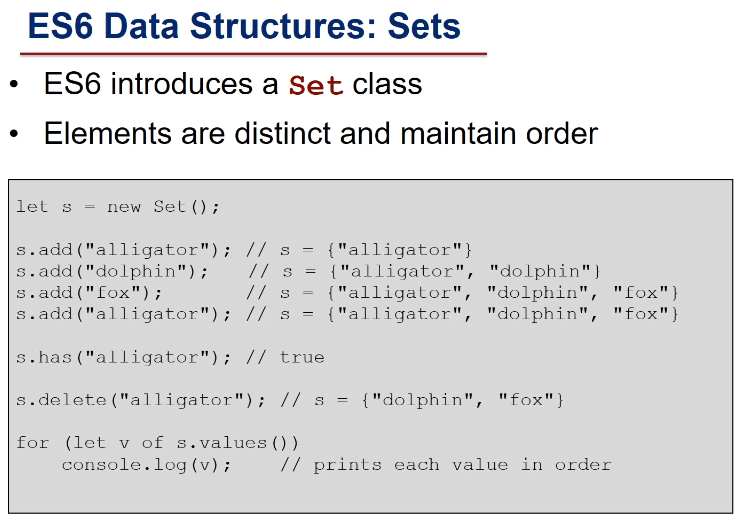 ES6 Data Structures: Sets
• ES6 introduces a Set class
• Elements are distinct and maintain order
let s = new Set();
s.add("alligator"); // s = {"alligator"}
s.add("dolphin");   // s = {"alligator", "dolphin"}
s.add("fox");       // s = {"alligator", "dolphin", "fox"}
s.add("alligator"); // s = {"alligator", "dolphin", "fox"}
s.has("alligator"); // true
s.delete("alligator"); // s = {"dolphin", "fox"}
for (let v of s.values())
    console.log(v);    // prints each value in order